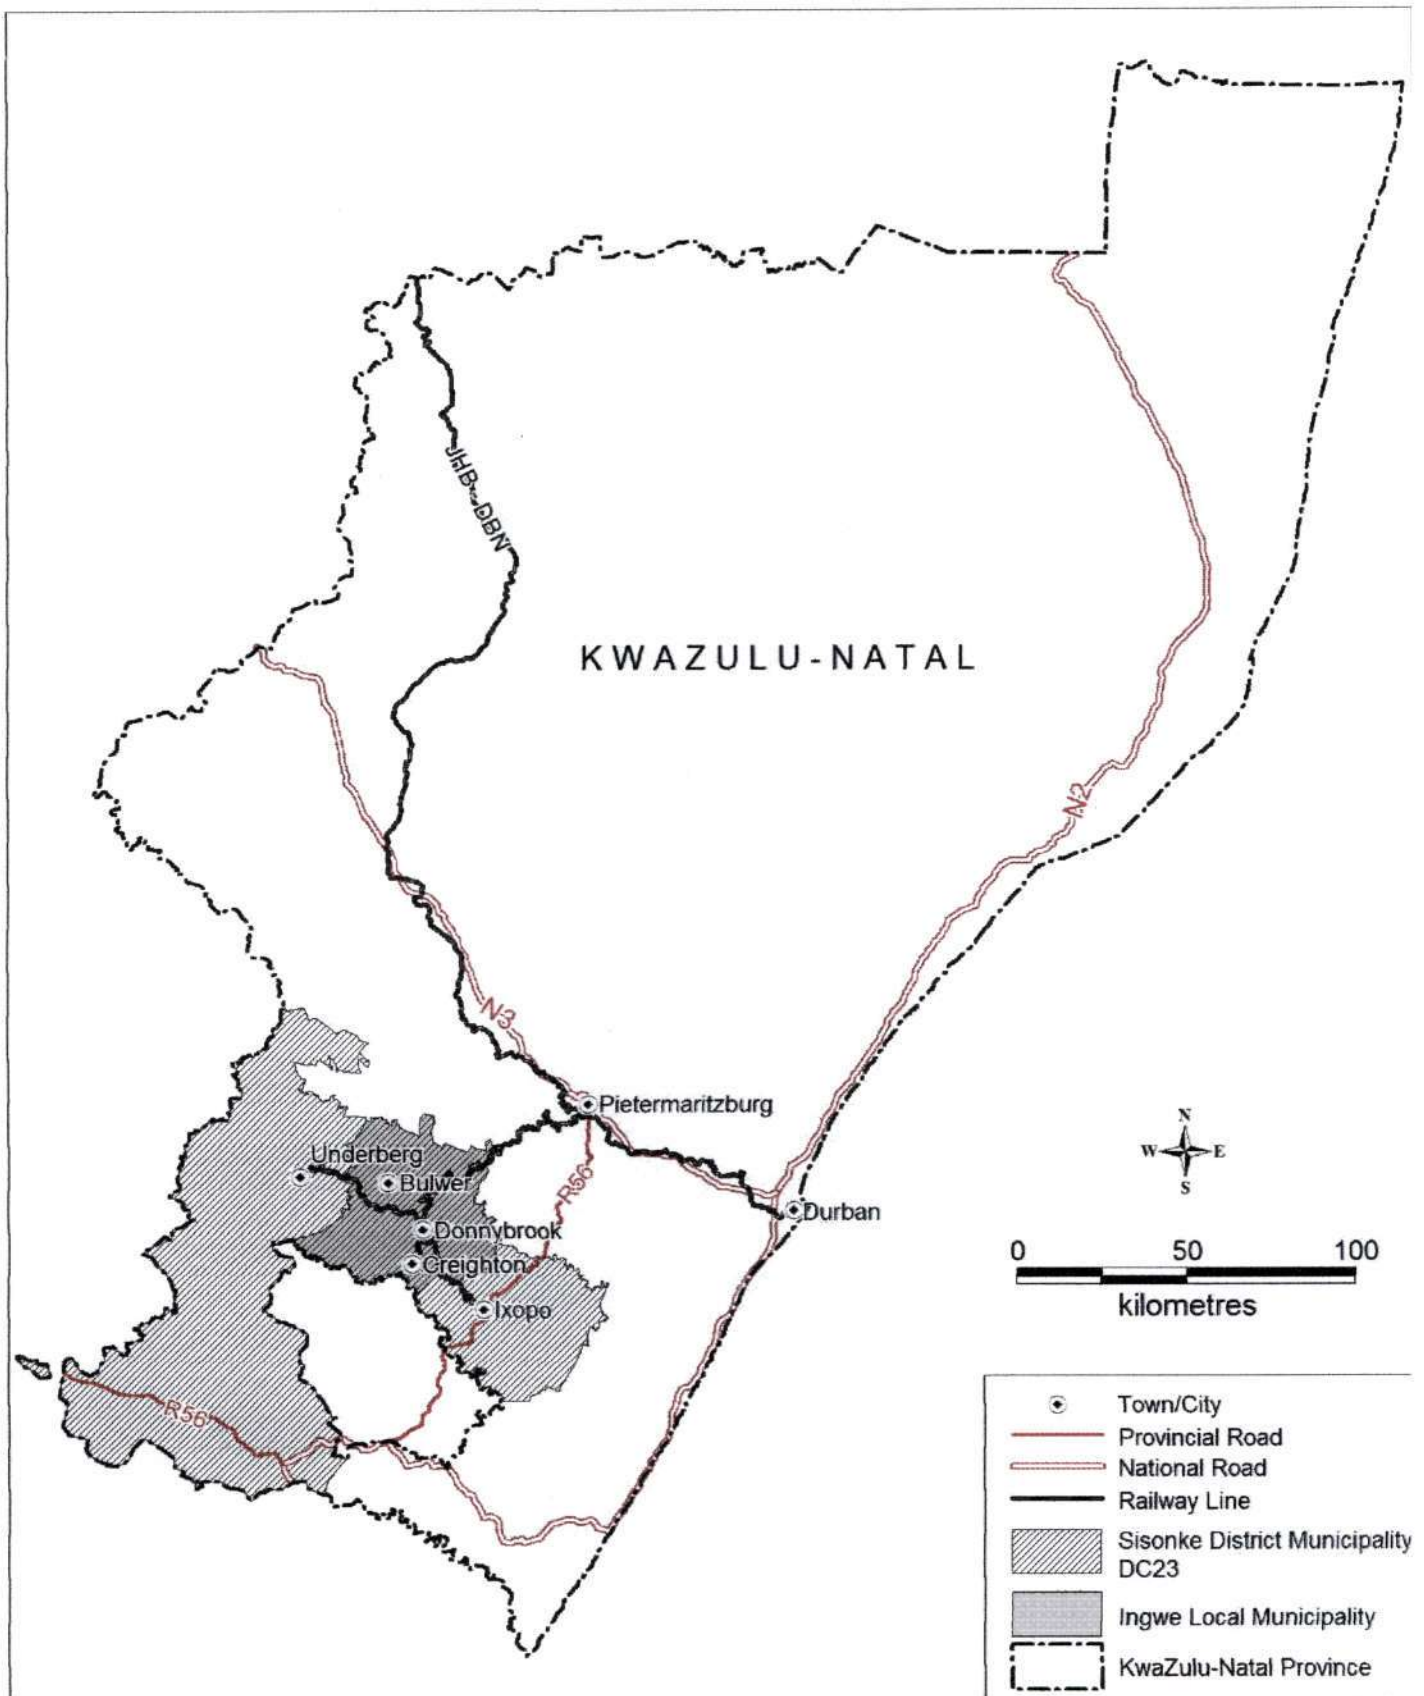 JHB - DBN
KWAZULU-NATAL
N2
N3
Pietermaritzburg
Underberg
Bulwer
R56
Durban
Donnybrook
Creighton
Ixopo
R56
N
W E
S
0 50 100
kilometres
Town/City
Provincial Road
National Road
Railway Line
Sisonke District Municipality
DC23
Ingwe Local Municipality
KwaZulu-Natal Province